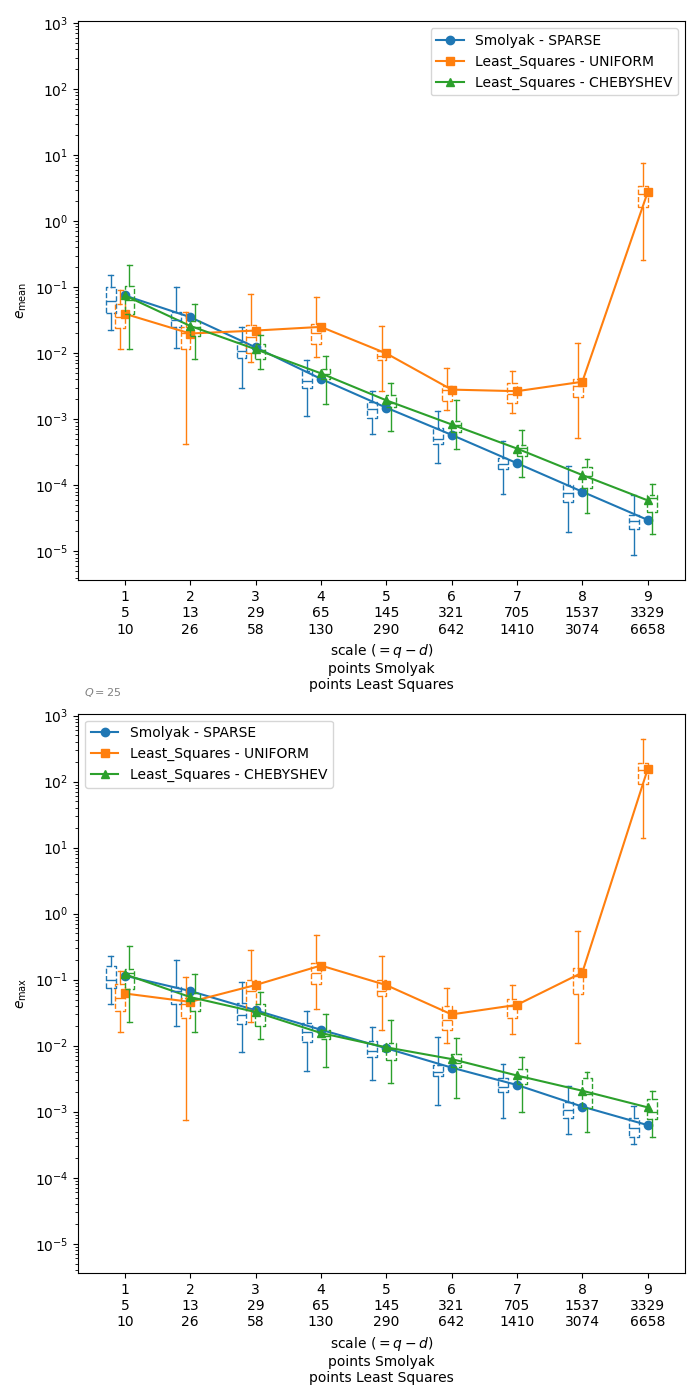 10³
10²
10¹
10⁰
10⁻¹
10⁻²
10⁻³
10⁻⁴
10⁻⁵
e_mean
Smolyak - SPARSE
Least_Squares - UNIFORM
Least_Squares - CHEBYSHEV
1 2 3 4 5 6 7 8 9
5 13 29 65 145 321 705 1537 3329
10 26 58 130 290 642 1410 3074 6658
scale (= q − d)
points Smolyak
points Least Squares
Q = 25
10³
10²
10¹
10⁰
10⁻¹
10⁻²
10⁻³
10⁻⁴
10⁻⁵
e_max
Smolyak - SPARSE
Least_Squares - UNIFORM
Least_Squares - CHEBYSHEV
1 2 3 4 5 6 7 8 9
5 13 29 65 145 321 705 1537 3329
10 26 58 130 290 642 1410 3074 6658
scale (= q − d)
points Smolyak
points Least Squares